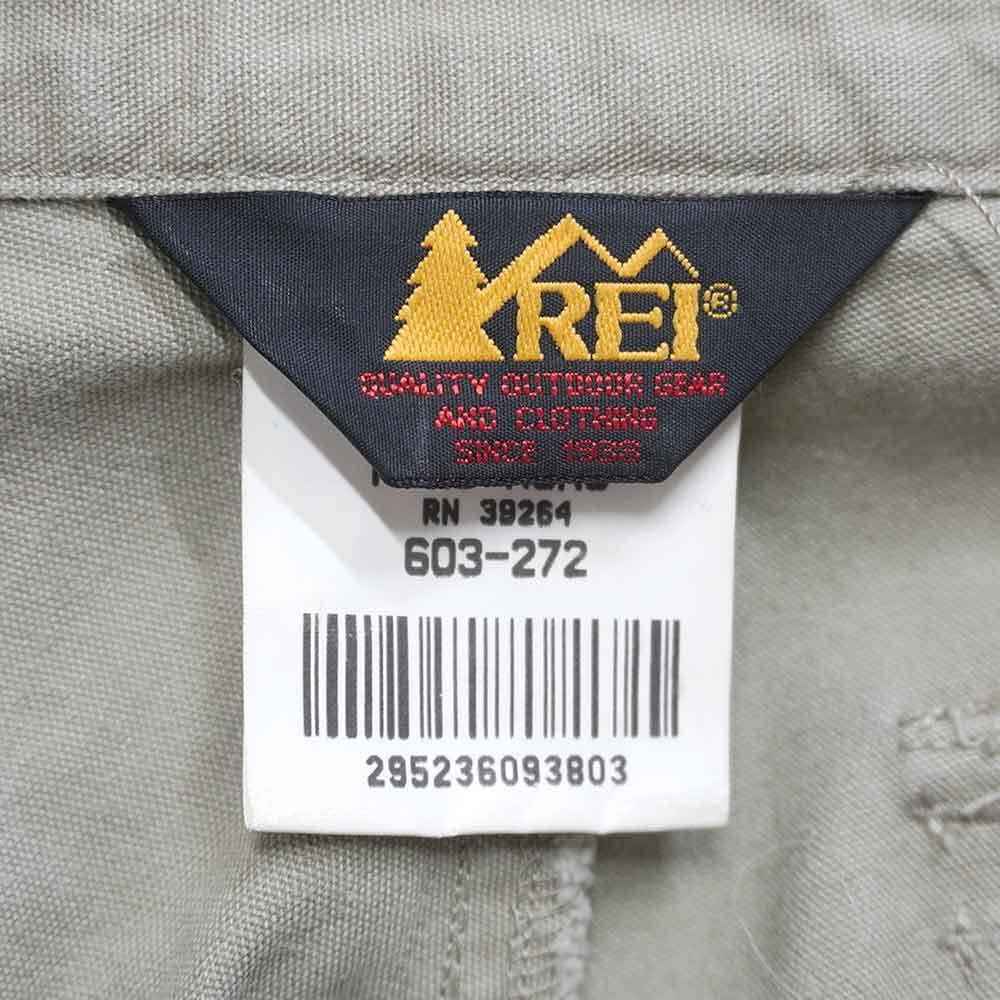 REI®
QUALITY OUTDOOR GEAR
AND CLOTHING
SINCE 1938
RN 39264
603-272
295236093803